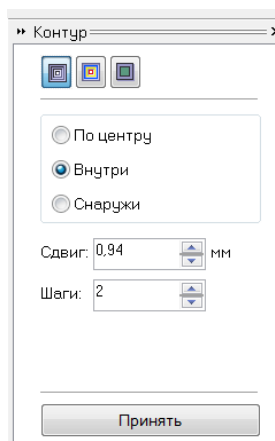 Контур
По центру
Внутри
Снаружи
Сдвиг: 0,94 мм
Шаги: 2
Принять